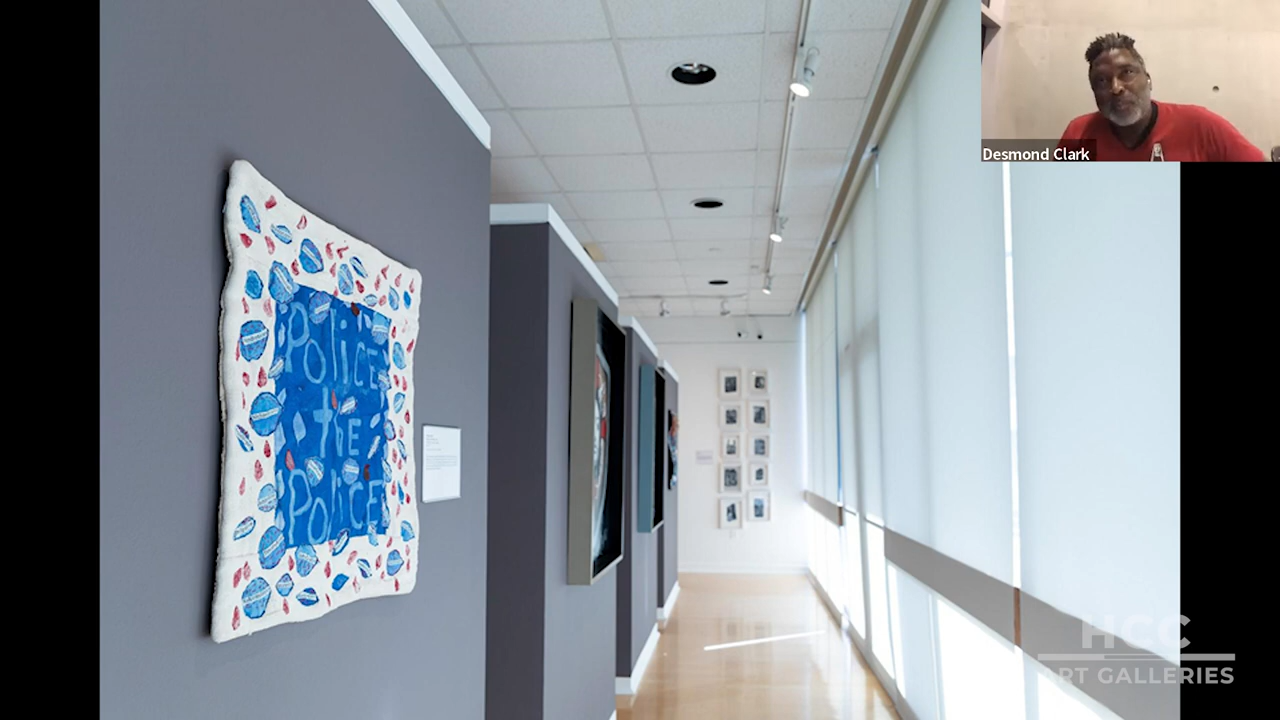 Desmond Clark
Police
the
Police
HCC
ART GALLERIES